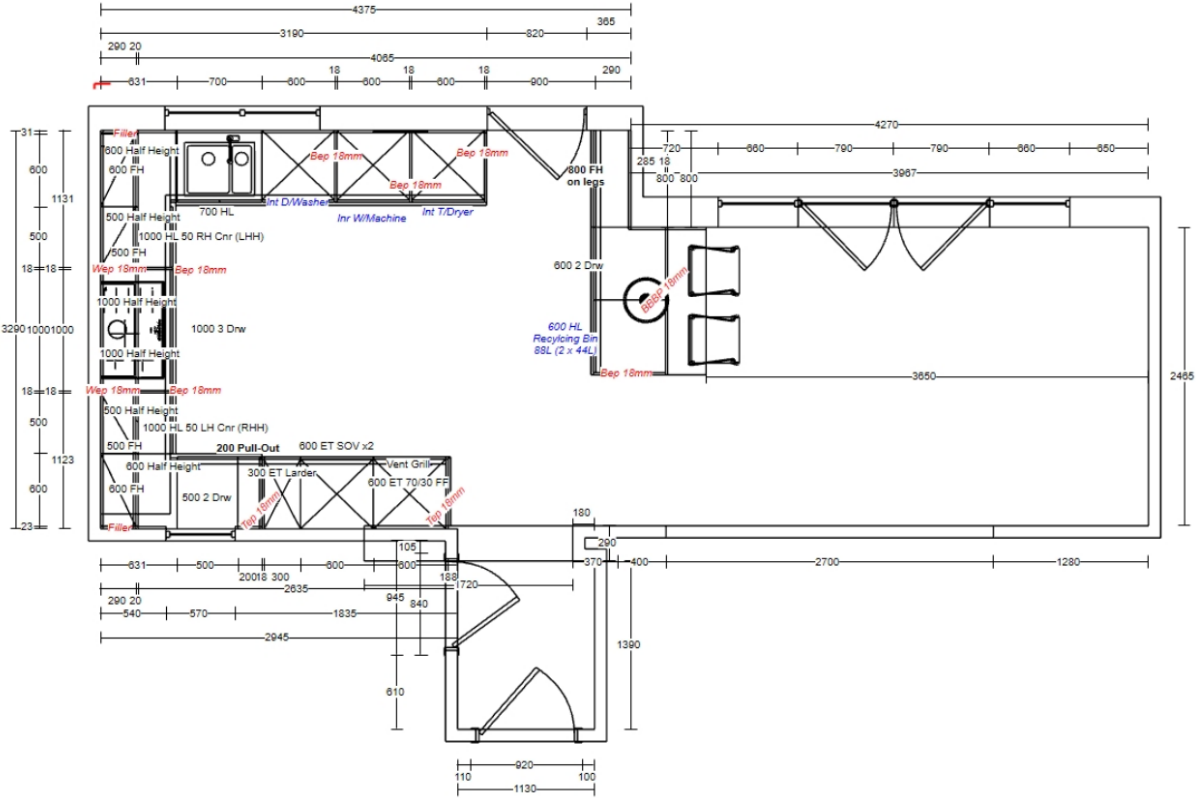 4375
365
3190
820
290 20
4065
18
18
18
290
631
700
600
600
600
900
31
600
1131
500
18
18
3290
1000
1000
18
18
500
1123
600
23
4270
720
660
790
790
660
650
285 18
3967
800
800
Filler
600 Half Height
600 FH
Bep 18mm
Bep 18mm
Bep 18mm
800 FH
on legs
Int D/Washer
700 HL
Inr W/Machine
Int T/Dryer
500 Half Height
1000 HL 50 RH Cnr (LHH)
500 FH
Wep 18mm
Bep 18mm
600 2 Drw
BBBP 18mm
1000 Half Height
1000 3 Drw
600 HL
Recylcing Bin
88L (2 x 44L)
1000 Half Height
Bep 18mm
3650
2465
Wep 18mm
Bep 18mm
500 Half Height
1000 HL 50 LH Cnr (RHH)
500 FH
200 Pull-Out
600 ET SOV x2
600 Half Height
300 ET Larder
Vent Grill
600 ET 70/30 FF
600 FH
500 2 Drw
Tep 18mm
Tep 18mm
Filler
180
290
105
631
500
600
600
370
400
2700
1280
200
18 300
188
1720
2635
290 20
945
840
540
570
1835
2945
1390
610
920
110
100
1130